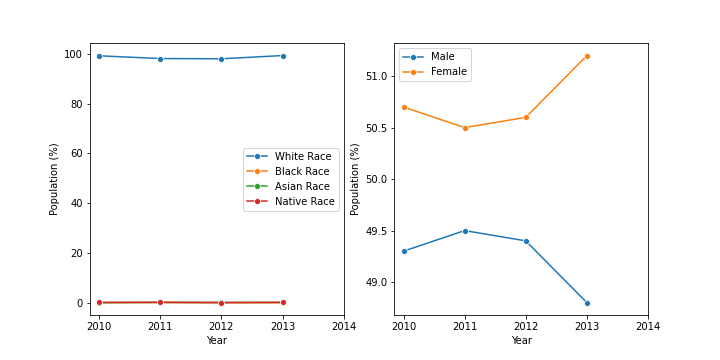 100
80
60
40
20
0
Population (%)
2010 2011 2012 2013 2014
Year
White Race
Black Race
Asian Race
Native Race
51.0
50.5
50.0
49.5
49.0
Population (%)
2010 2011 2012 2013 2014
Year
Male
Female